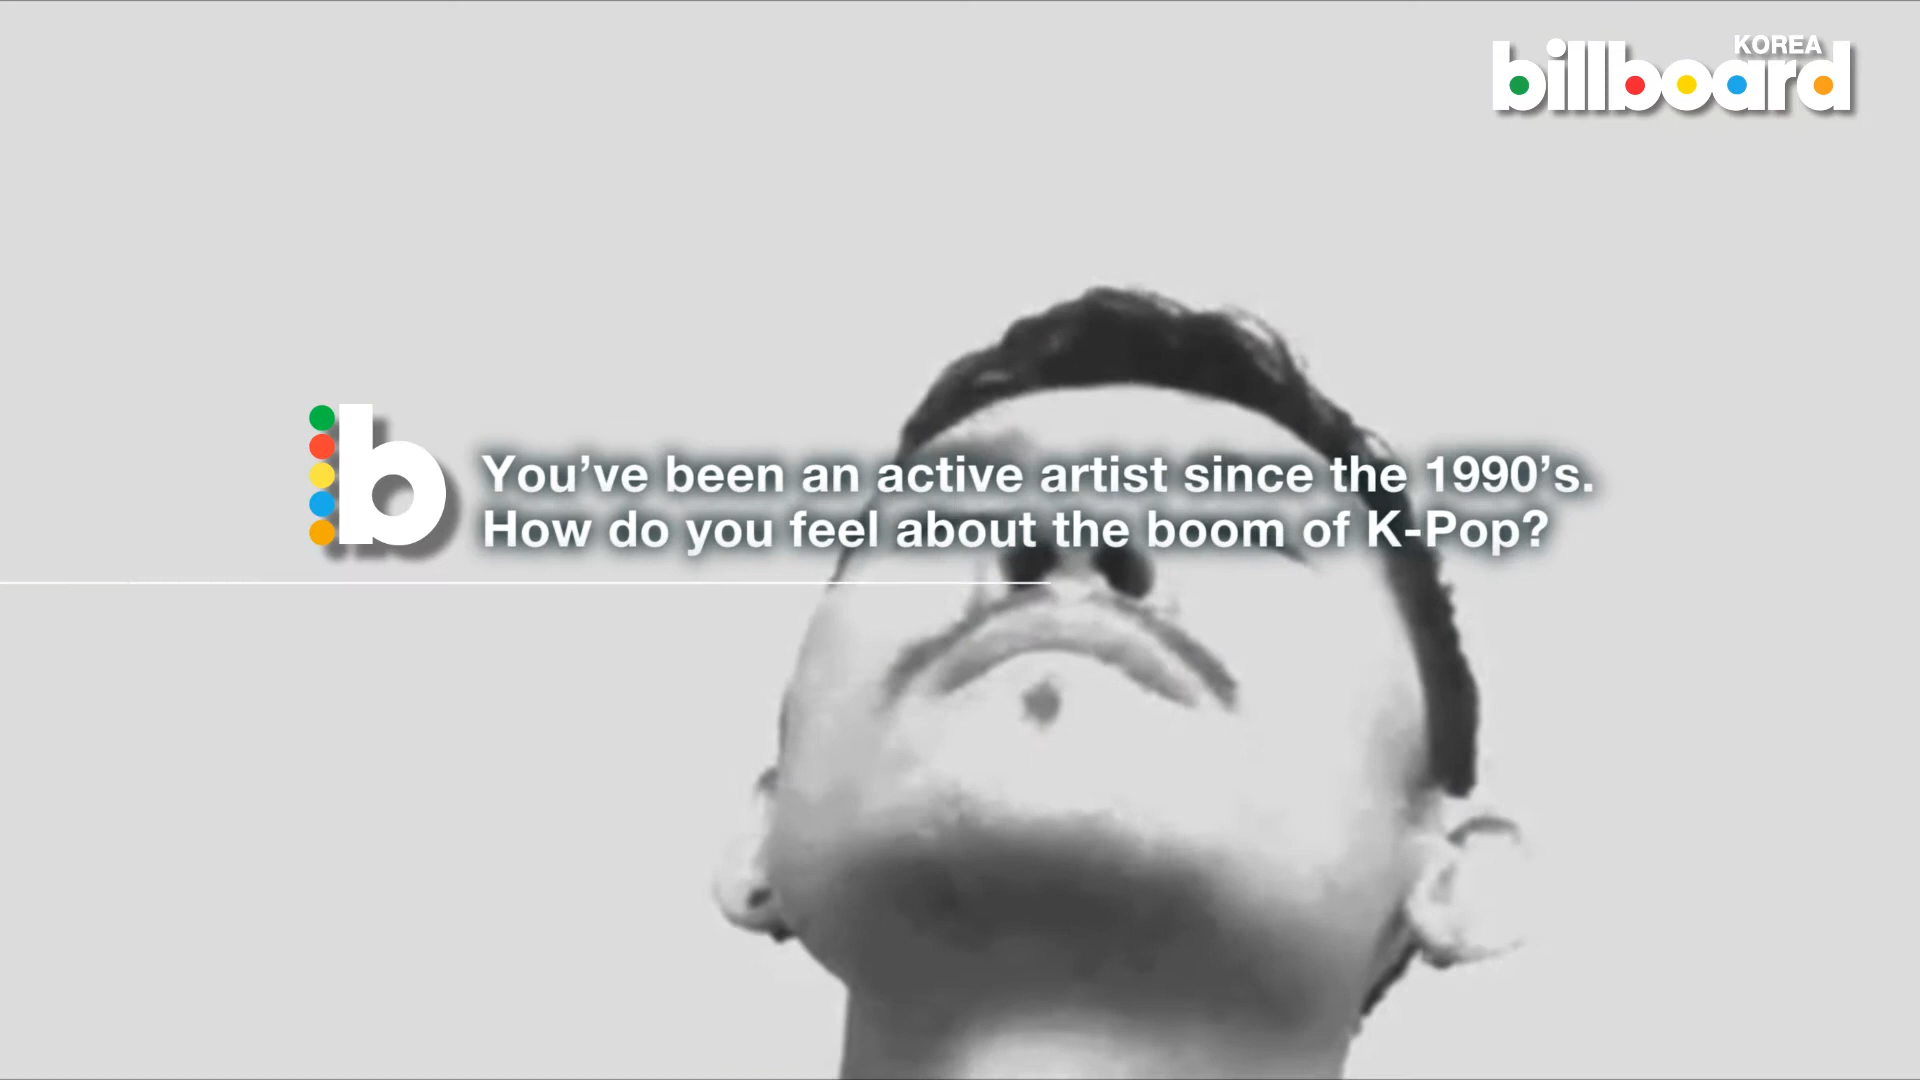 KOREA
billboard
b
You’ve been an active artist since the 1990’s.
How do you feel about the boom of K-Pop?